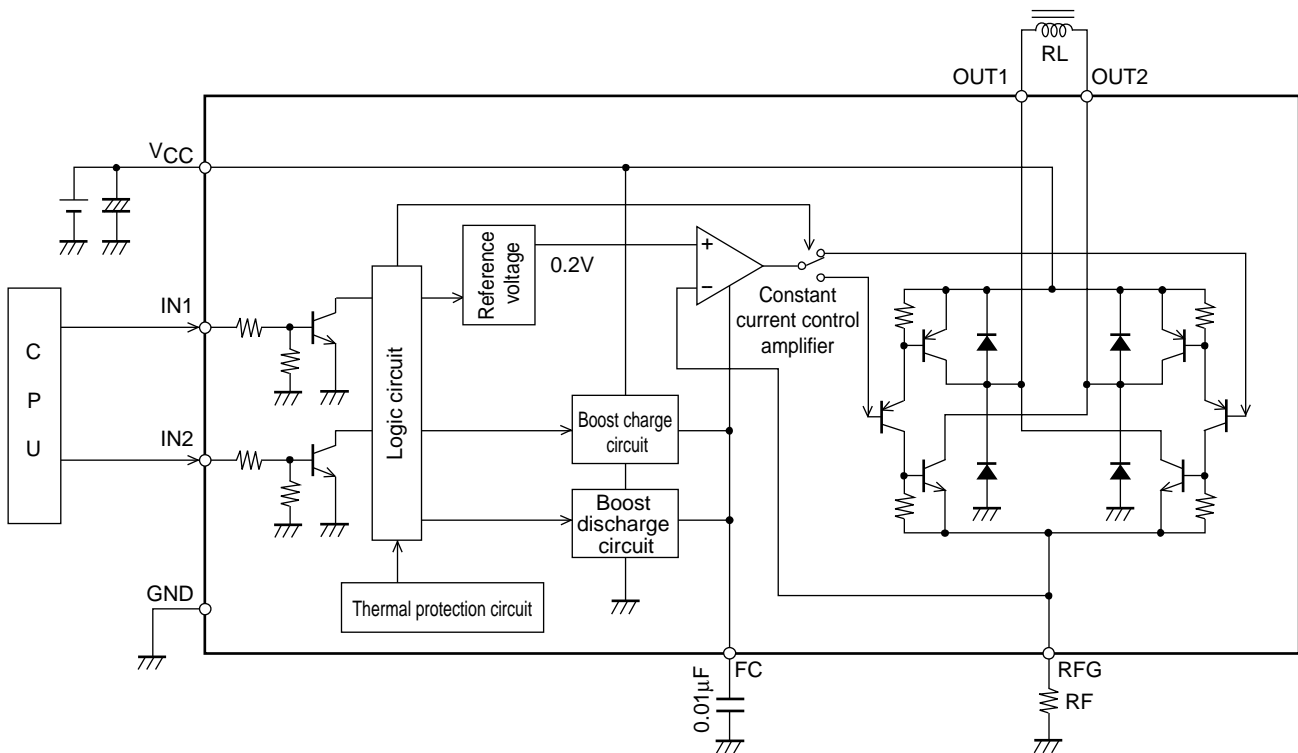 RL
OUT1
OUT2
VCC
Reference
voltage
0.2V
+
−
Constant
current control
amplifier
C
P
U
IN1
IN2
Logic circuit
Boost charge
circuit
Boost
discharge
circuit
GND
Thermal protection circuit
FC
0.01µF
RFG
RF